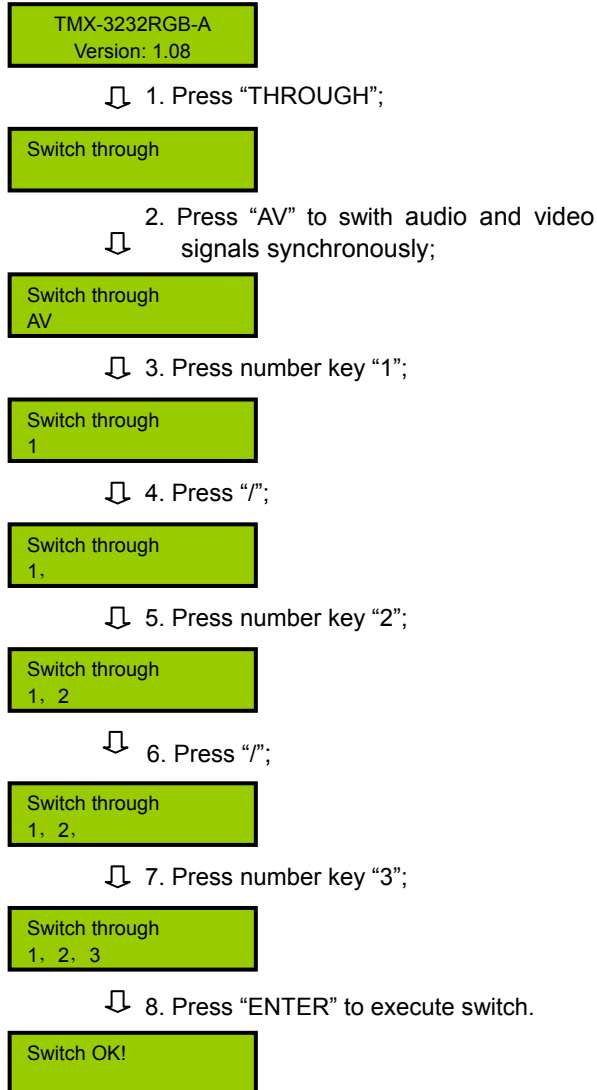 TMX-3232RGB-A
Version: 1.08
1. Press “THROUGH”;
Switch through
2. Press “AV” to swith audio and video
signals synchronously;
Switch through
AV
3. Press number key “1”;
Switch through
1
4. Press “/”;
Switch through
1，
5. Press number key “2”;
Switch through
1，2
6. Press “/”;
Switch through
1，2，
7. Press number key “3”;
Switch through
1，2，3
8. Press “ENTER” to execute switch.
Switch OK!